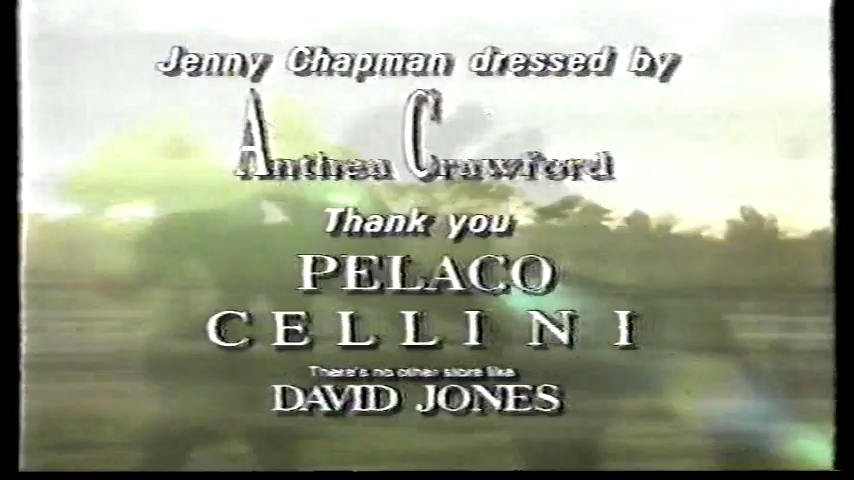 Jenny Chapman dressed by
Anthea Crawford
Thank you
PELACO
CELLINI
There's no other store like
DAVID JONES